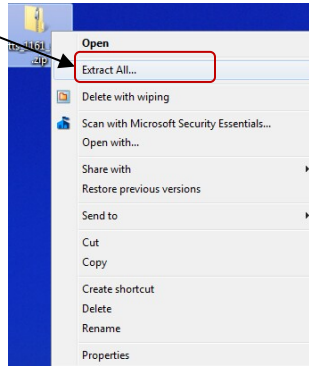 .zip
Open
Extract All...
Delete with wiping
Scan with Microsoft Security Essentials...
Open with...
Share with
Restore previous versions
Send to
Cut
Copy
Create shortcut
Delete
Rename
Properties